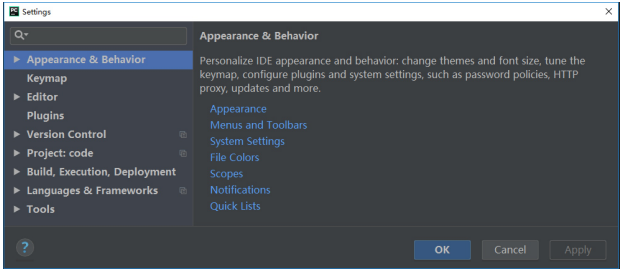 PC
Settings
Appearance & Behavior
Keymap
Editor
Plugins
Version Control
Project: code
Build, Execution, Deployment
Languages & Frameworks
Tools
Appearance & Behavior
Personalize IDE appearance and behavior: change themes and font size, tune the
keymap, configure plugins and system settings, such as password policies, HTTP
proxy, updates and more.
Appearance
Menus and Toolbars
System Settings
File Colors
Scopes
Notifications
Quick Lists
?
OK
Cancel
Apply